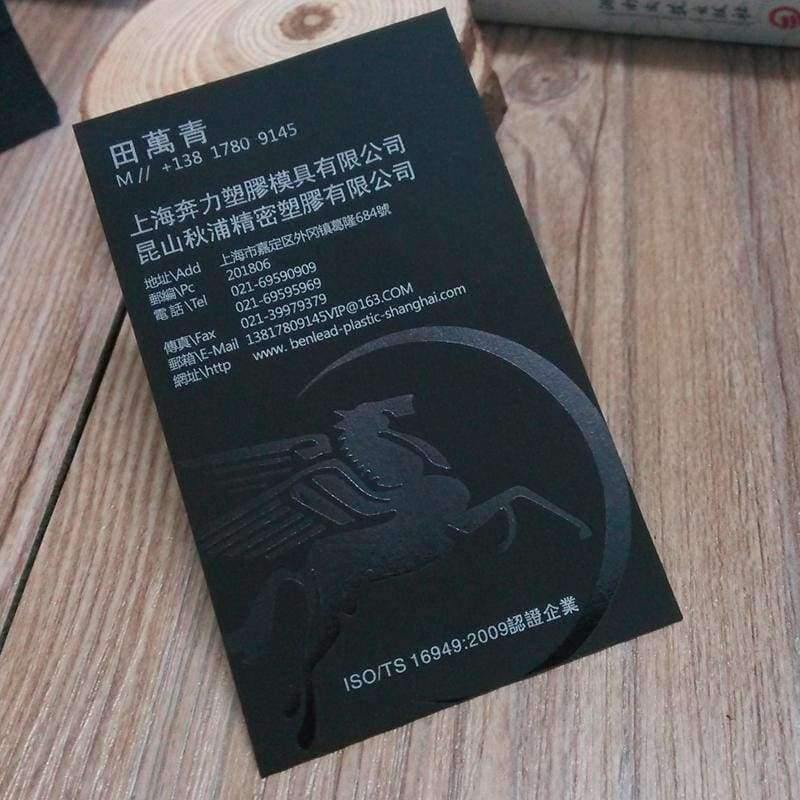 田萬青
M// +138 1780 9145
上海奔力塑膠模具有限公司
昆山秋浦精密塑膠有限公司
地址\Add 上海市嘉定区外冈镇葛隆684號
郵編\Pc 201806
電話\Tel 021-69590909
021-69595969
傳真\Fax 021-39979379
郵箱\E-Mail 13817809145VIP@163.COM
網址\http www. benlead-plastic-shanghai.com
ISO/TS 16949:2009認證企業